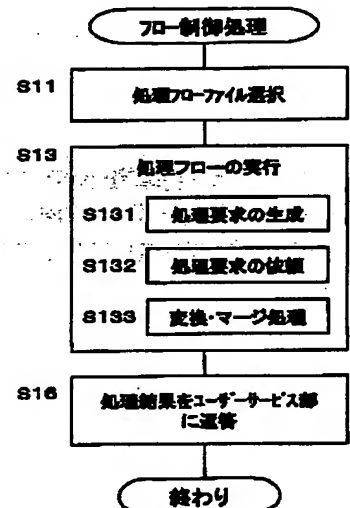 フロー制御処理
S11
処理フローファイル選択
S13
処理フローの実行
S131 処理要求の生成
S132 処理要求の依頼
S133 変換・マージ処理
S16
処理結果をユーザーサービス部
に返答
終わり